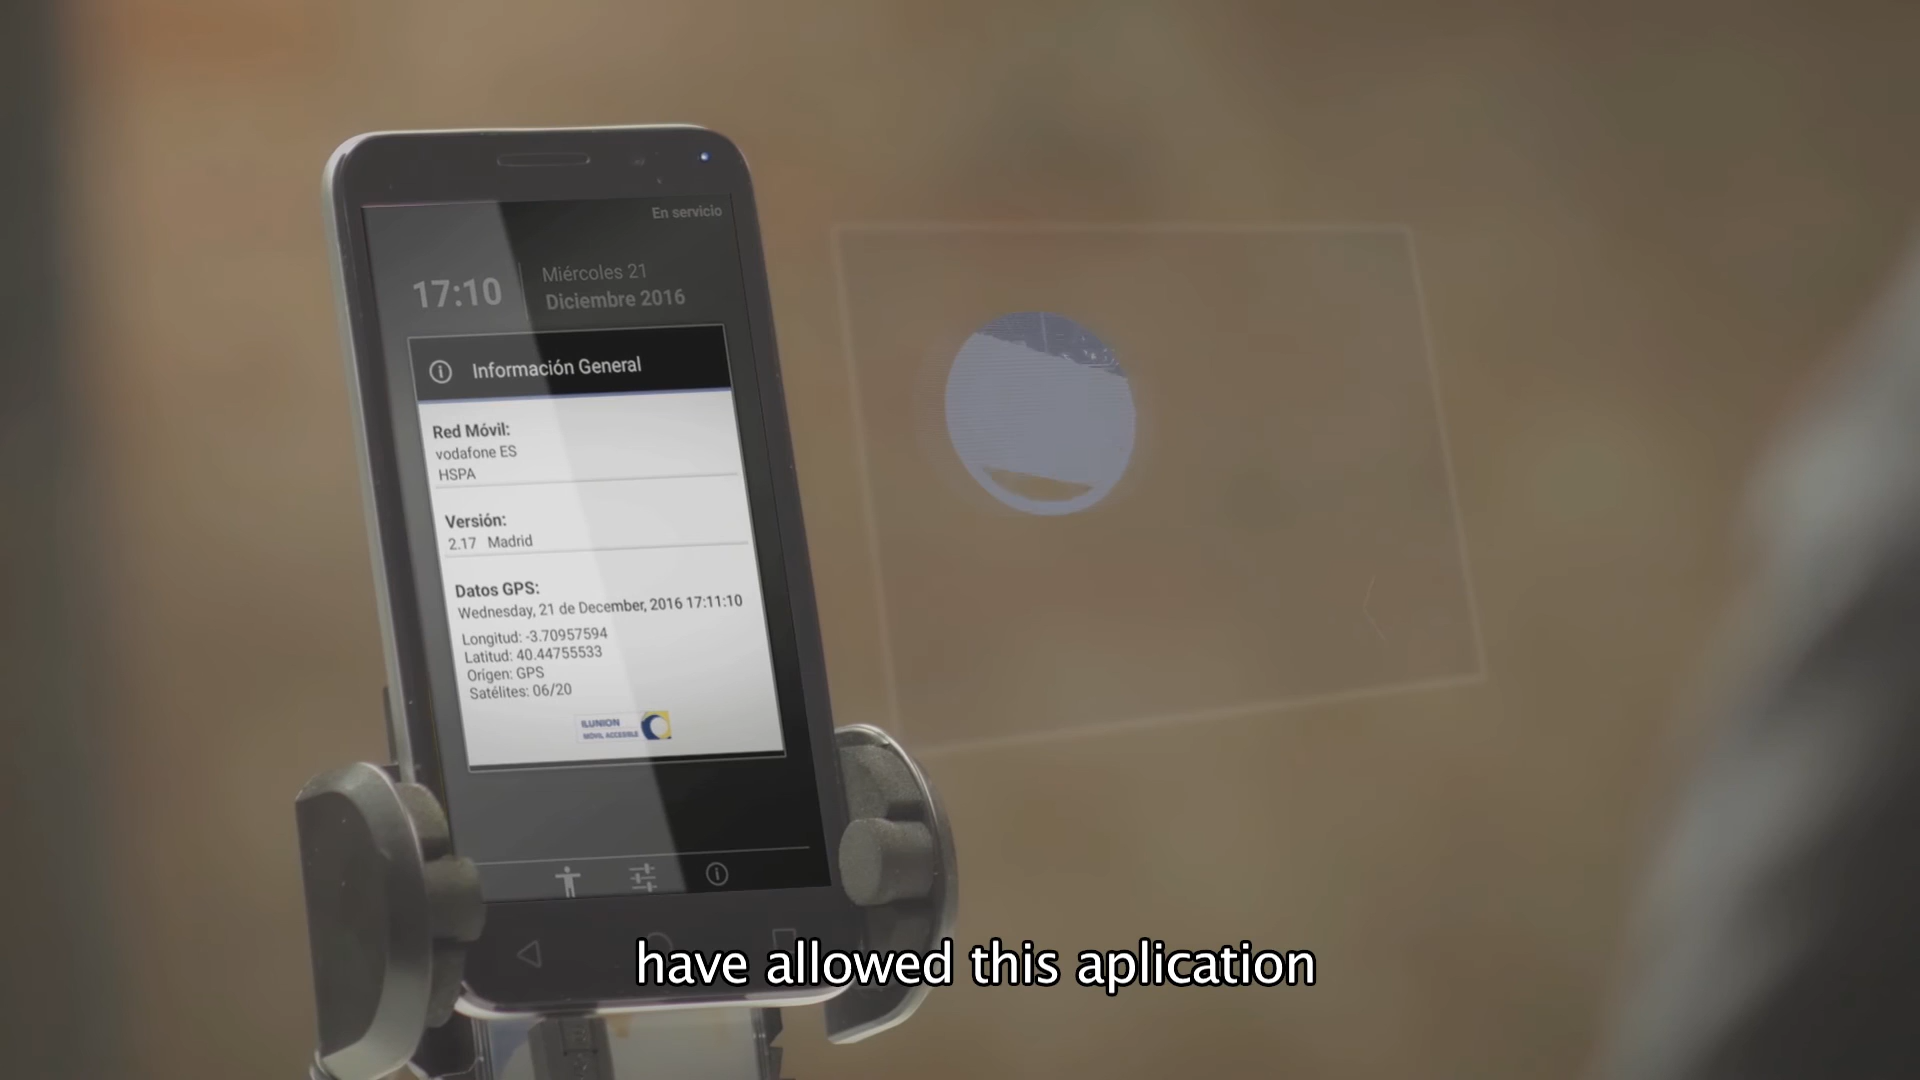 En servicio
17:10
Miércoles 21
Diciembre 2016
Información General
Red Móvil:
vodafone ES
HSPA
Versión:
2.17 Madrid
Datos GPS:
Wednesday, 21 de December, 2016 17:11:10
Longitud: -3.70957594
Latitud: 40.44755533
Origen: GPS
Satélites: 06/20
ILUNION
MÓVIL ACCESIBLE
have allowed this aplication